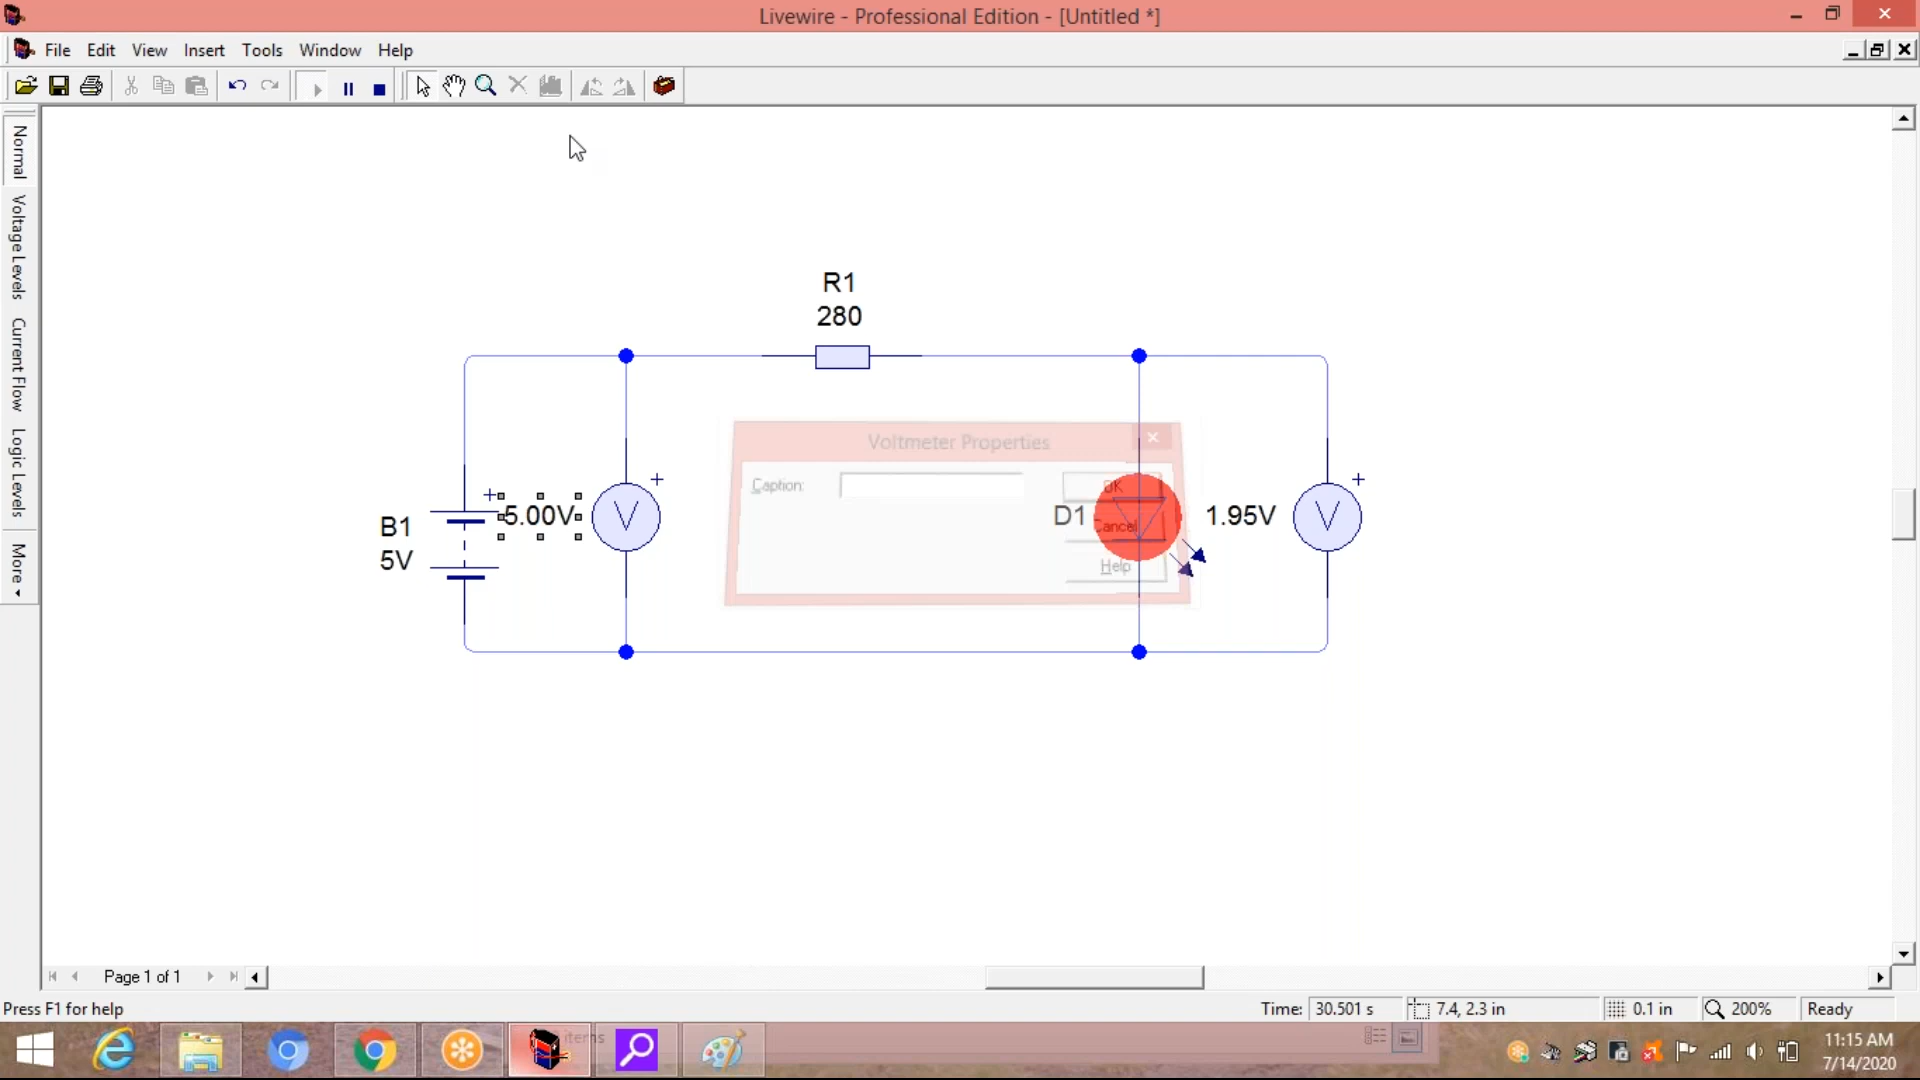 Livewire - Professional Edition - [Untitled *]
File Edit View Insert Tools Window Help
Normal
Voltage Levels
Current Flow
Logic Levels
More
R1
280
Voltmeter Properties
Caption:
OK
Cancel
Help
B1
5V
+
5.00V
V
+
D1
1.95V
V
+
Page 1 of 1
Press F1 for help
Time: 30.501 s 7.4, 2.3 in 0.1 in 200% Ready
items
11:15 AM
7/14/2020